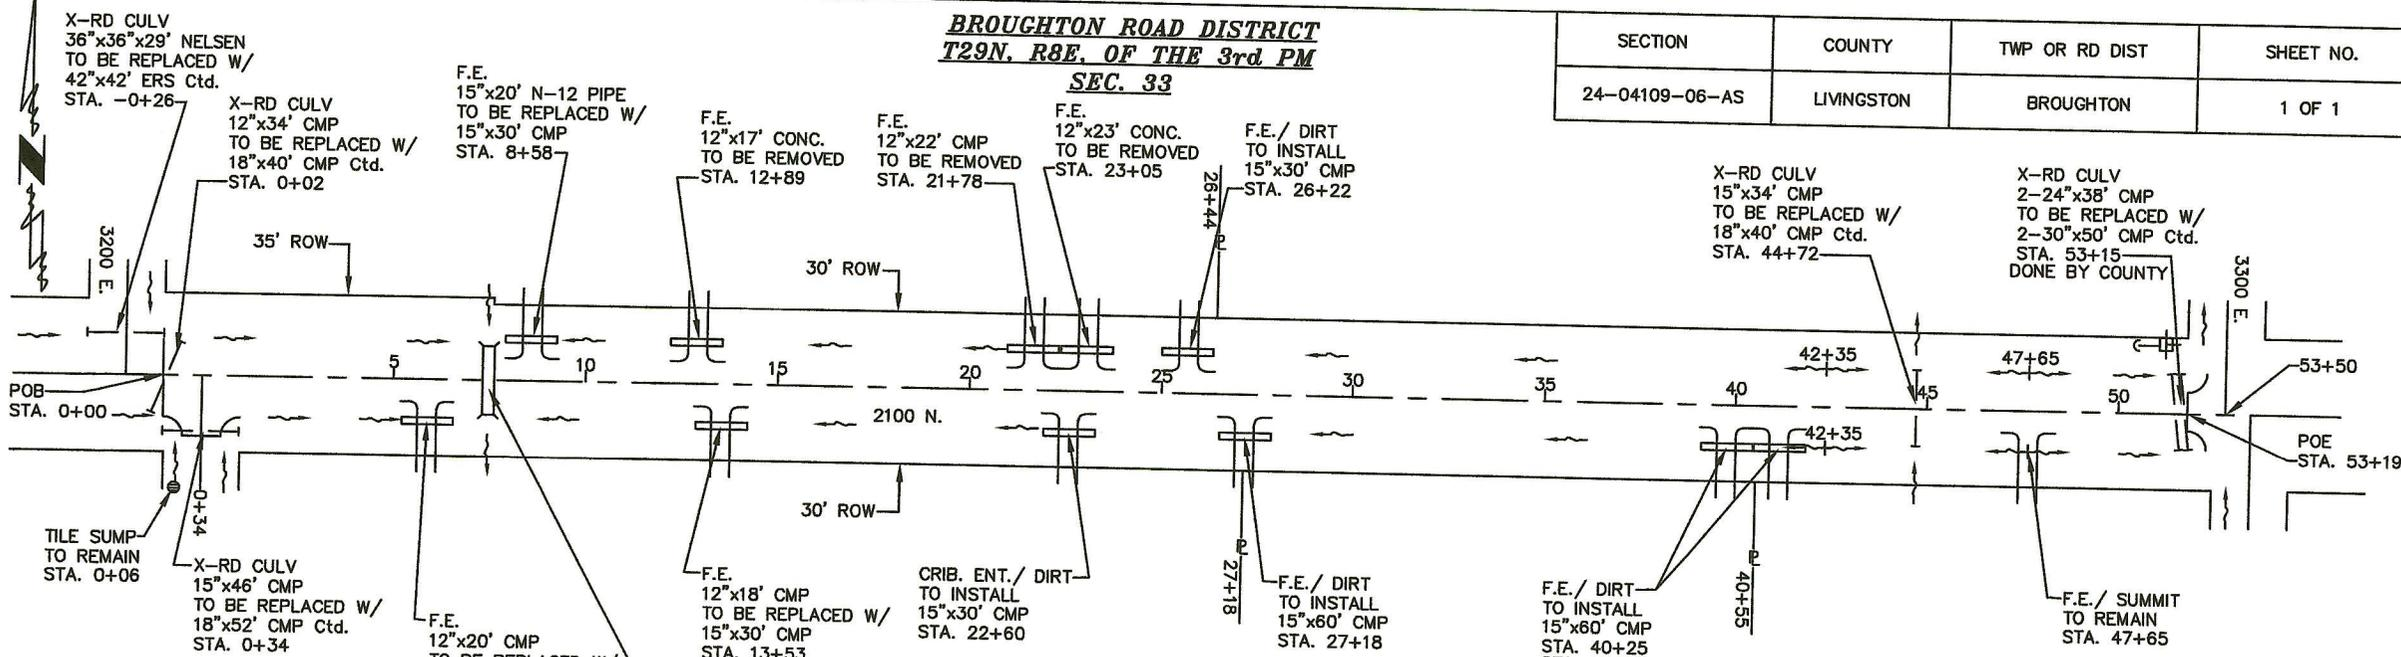 BROUGHTON ROAD DISTRICT
T29N, R8E, OF THE 3rd PM
SEC. 33
SECTION
COUNTY
TWP OR RD DIST
SHEET NO.
24-04109-06-AS
LIVINGSTON
BROUGHTON
1 OF 1
X-RD CULV
36"x36"x29' NELSEN
TO BE REPLACED W/
42"x42' ERS Ctd.
STA. -0+26
X-RD CULV
12"x34' CMP
TO BE REPLACED W/
18"x40' CMP Ctd.
STA. 0+02
F.E.
15"x20' N-12 PIPE
TO BE REPLACED W/
15"x30' CMP
STA. 8+58
F.E.
12"x17' CONC.
TO BE REMOVED
STA. 12+89
F.E.
12"x22' CMP
TO BE REMOVED
STA. 21+78
F.E.
12"x23' CONC.
TO BE REMOVED
STA. 23+05
F.E./ DIRT
TO INSTALL
15"x30' CMP
STA. 26+22
26+44
PL
X-RD CULV
15"x34' CMP
TO BE REPLACED W/
18"x40' CMP Ctd.
STA. 44+72
X-RD CULV
2-24"x38' CMP
TO BE REPLACED W/
2-30"x50' CMP Ctd.
STA. 53+15
DONE BY COUNTY
3200 E.
35' ROW
30' ROW
3300 E.
POB
STA. 0+00
5
10
15
20
25
30
35
40
45
50
42+35
47+65
53+50
2100 N.
42+35
POE
STA. 53+19
30' ROW
TILE SUMP
TO REMAIN
STA. 0+06
0+34
X-RD CULV
15"x46' CMP
TO BE REPLACED W/
18"x52' CMP Ctd.
STA. 0+34
F.E.
12"x20' CMP
TO BE REPLACED W/
F.E.
12"x18' CMP
TO BE REPLACED W/
15"x30' CMP
STA. 13+53
CRIB. ENT./ DIRT
TO INSTALL
15"x30' CMP
STA. 22+60
PL
27+18
F.E./ DIRT
TO INSTALL
15"x60' CMP
STA. 27+18
F.E./ DIRT
TO INSTALL
15"x60' CMP
STA. 40+25
PL
40+55
F.E./ SUMMIT
TO REMAIN
STA. 47+65